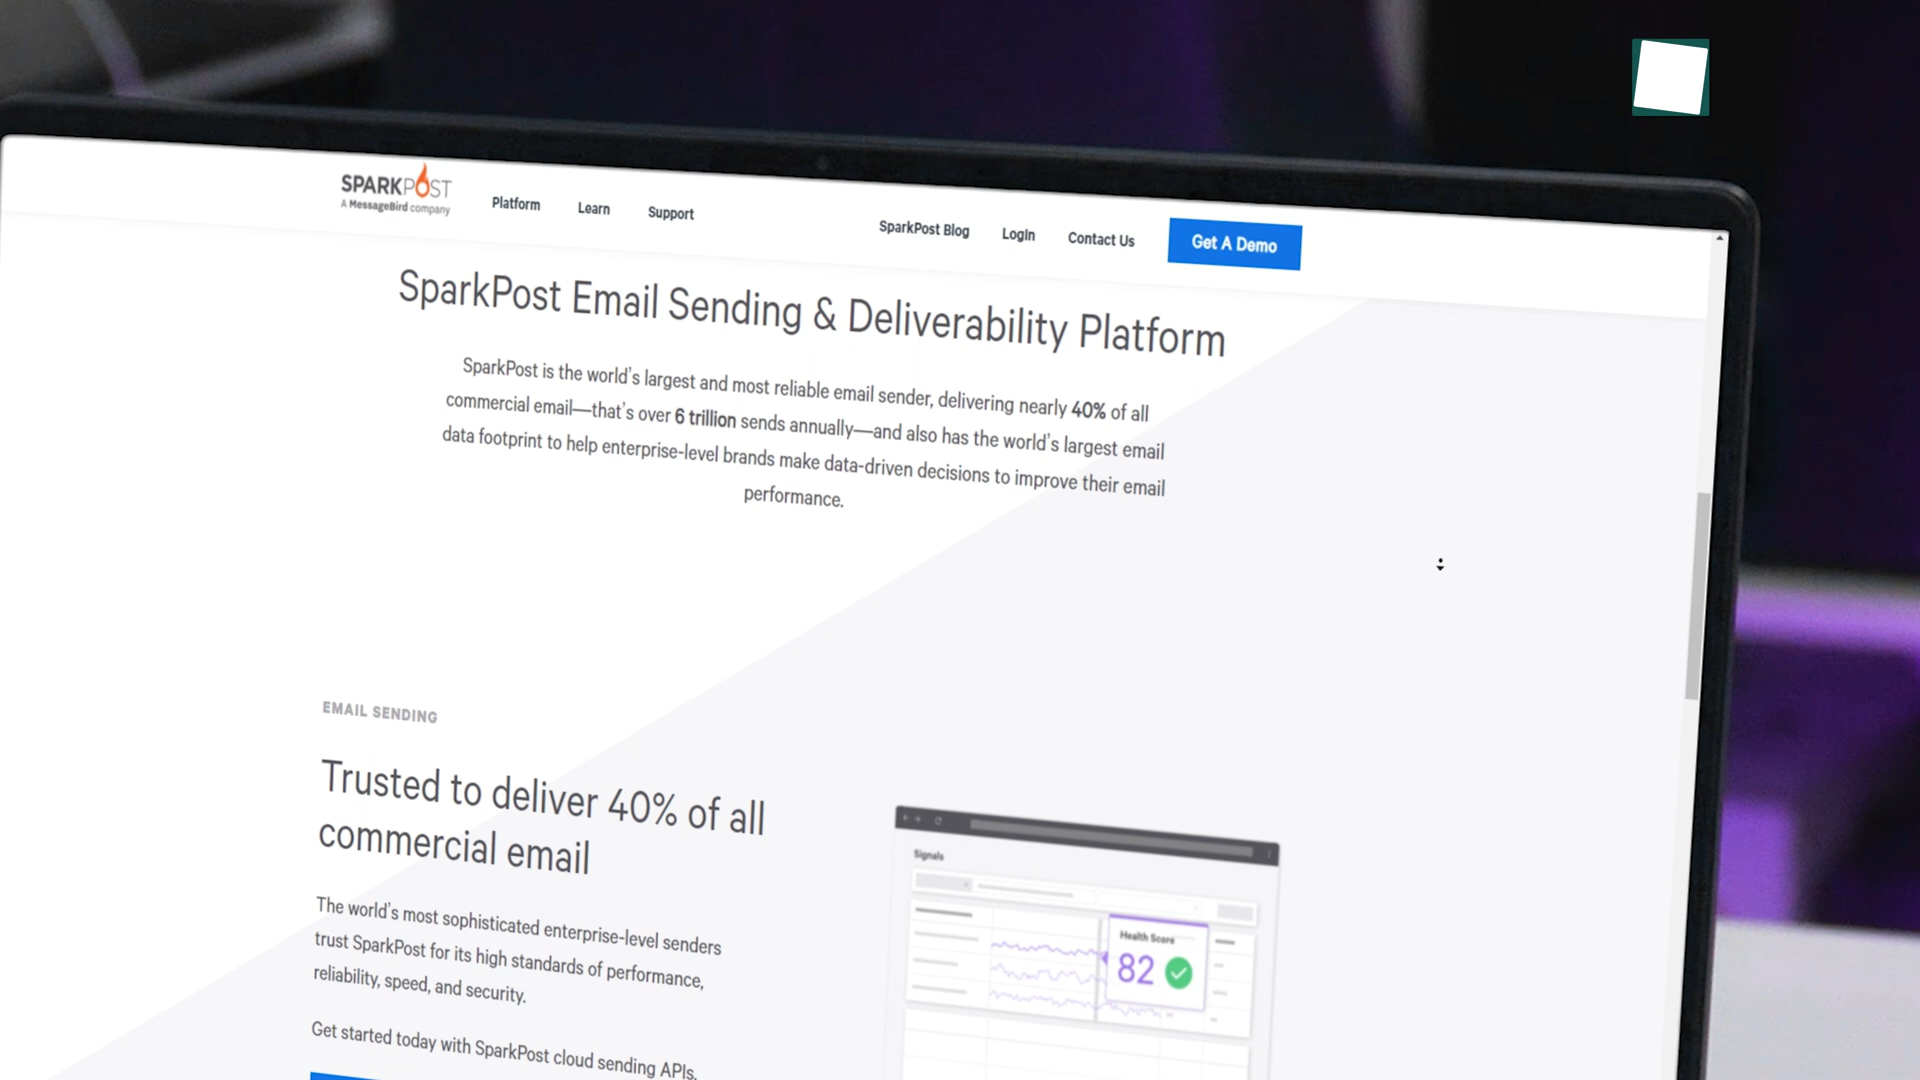 SPARKPOST
A MessageBird company
Platform
Learn
Support
SparkPost Blog
Login
Contact Us
Get A Demo
SparkPost Email Sending & Deliverability Platform
SparkPost is the world's largest and most reliable email sender, delivering nearly 40% of all
commercial email—that's over 6 trillion sends annually—and also has the world's largest email
data footprint to help enterprise-level brands make data-driven decisions to improve their email
performance.
EMAIL SENDING
Trusted to deliver 40% of all
commercial email
The world's most sophisticated enterprise-level senders
trust SparkPost for its high standards of performance,
reliability, speed, and security.
Get started today with SparkPost cloud sending APIs.
Signals
Health Score
82